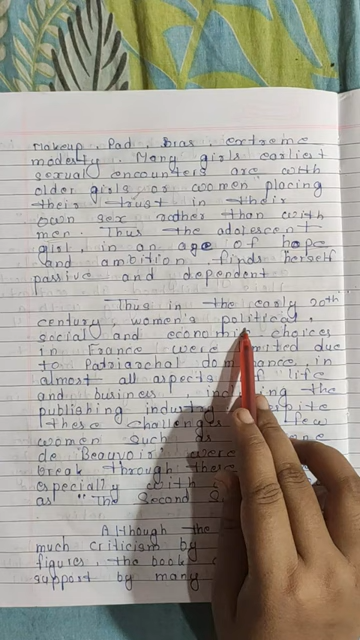 Makeup, Pad, Bras, extreme
modesty. Many girls earliest
sexual encounters are with
older girls or women placing
their trust in their
own sex rather than with
men. Thus the adolescent
girl, in an age of hope
and ambition finds herself
passive and dependent
Thus in the early 20th
century, women's political,
social and economic choices
in France were limited due
to Patriarchal dominance in
almost all aspects of life
and business, including the
publishing industry. Despite
these challenges few
women such as
de Beauvoir were
break through these
especially with
as "The Second S
Although the
much criticism by
figures, the book
support by many